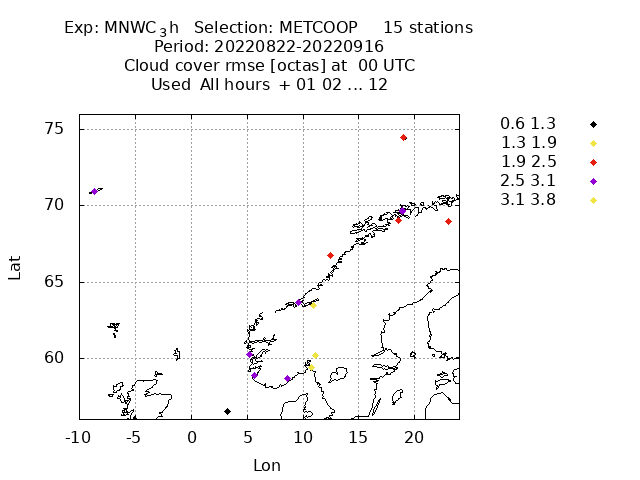 Exp: MNWC_3h Selection: METCOOP 15 stations
Period: 20220822-20220916
Cloud cover rmse [octas] at 00 UTC
Used All hours + 01 02 ... 12
0.6 1.3
1.3 1.9
1.9 2.5
2.5 3.1
3.1 3.8
75
70
65
60
Lat
-10 -5 0 5 10 15 20
Lon